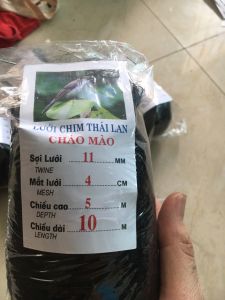 LƯỚI CHIM THÁI LAN
CHÀO MÀO
Sợi Lưới 11 MM
TWINE
Mắt lưới 4 CM
MESH
Chiều cao 5 M
DEPTH
Chiều dài 10 M
LENGTH